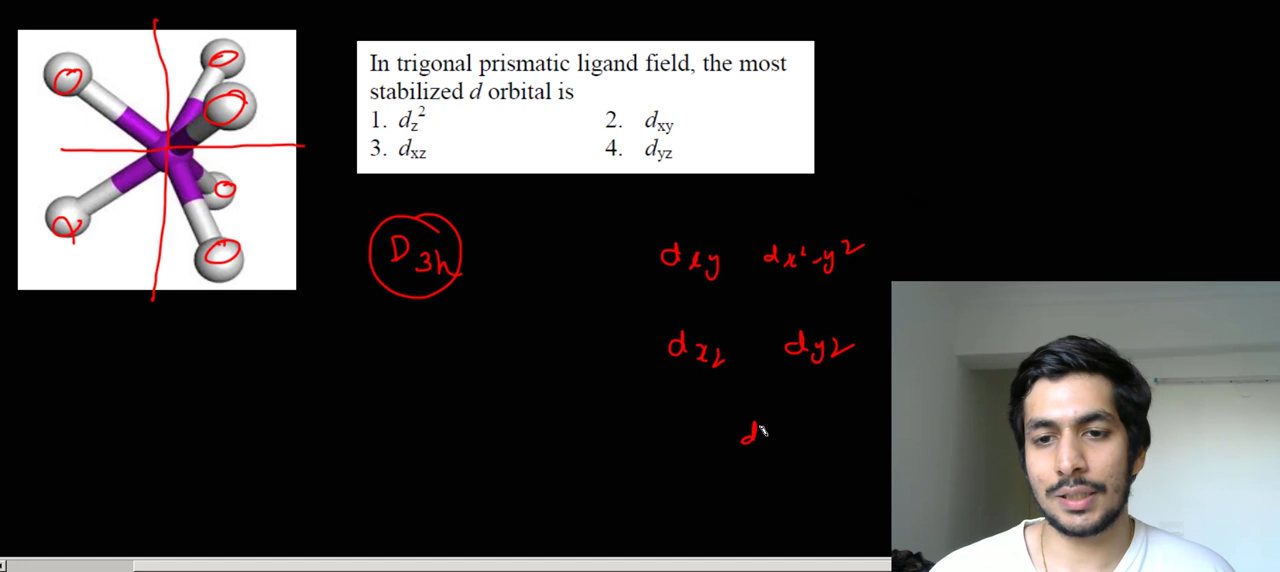 In trigonal prismatic ligand field, the most
stabilized d orbital is
1. dz²
2. dxy
3. dxz
4. dyz
D3h
dxy dx²-y²
dxz dyz
d